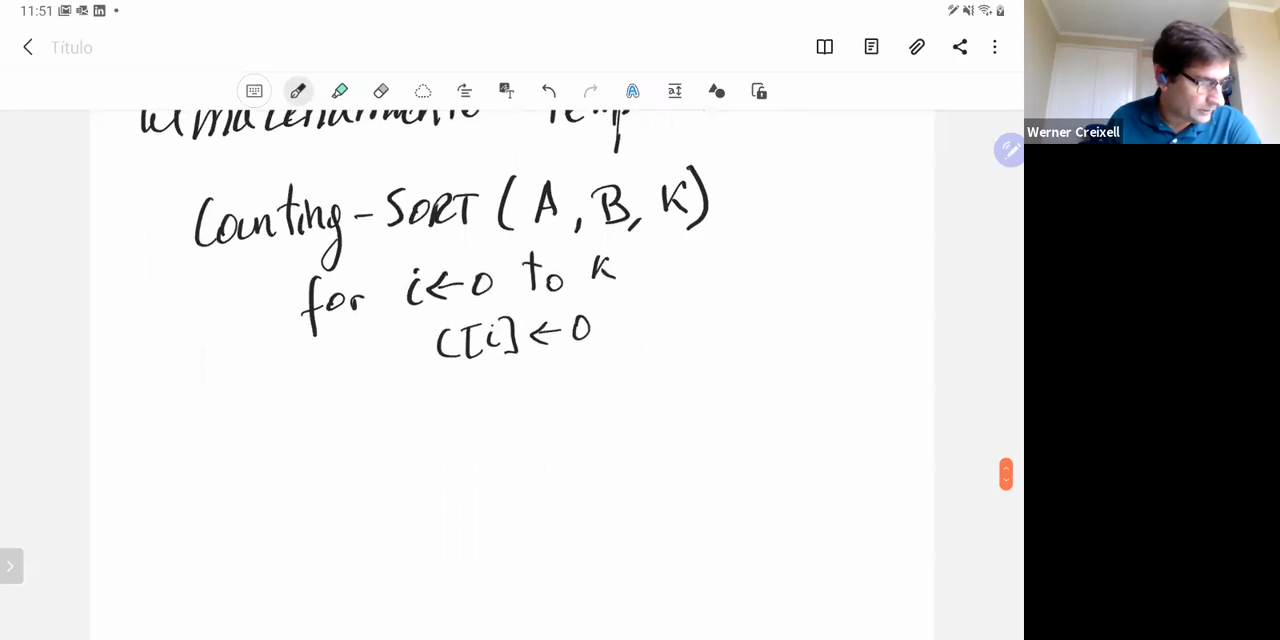 11:51
Título
Werner Creixell
Counting-SORT (A, B, K)
for i←0 to K
C[i]←0